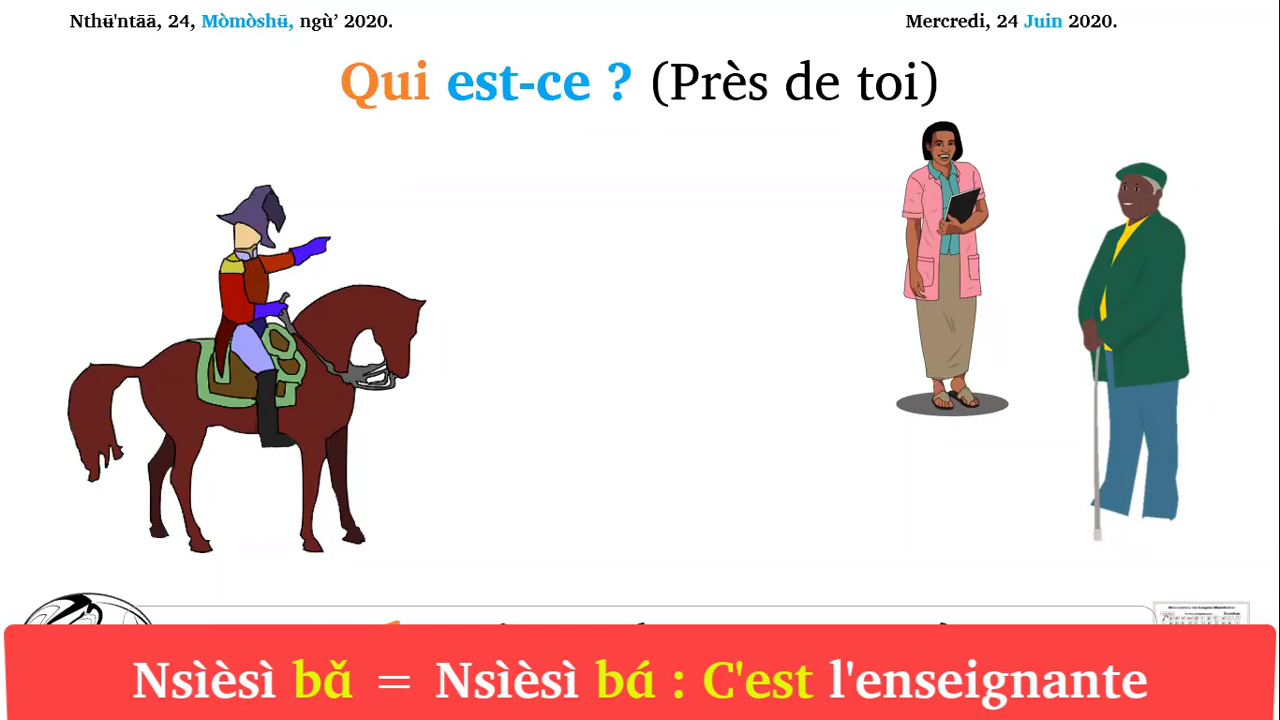 Nthʉ̄'ntāā, 24, Mòmòshʉ̄, ngù’ 2020.
Mercredi, 24 Juin 2020.
Qui est-ce ? (Près de toi)
Nsìèsì bǎ = Nsìèsì bá : C'est l'enseignante